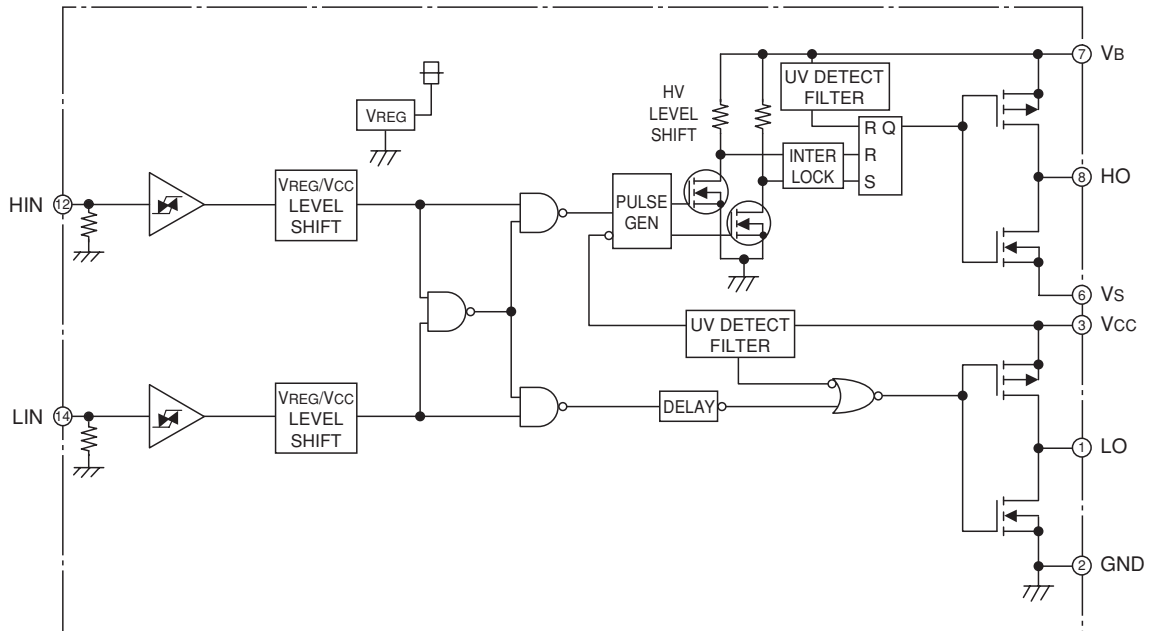 7 VB
UV DETECT
FILTER
HV
LEVEL
SHIFT
VREG
R Q
R
S
INTER
LOCK
8 HO
HIN 12
VREG/VCC
LEVEL
SHIFT
PULSE
GEN
6 VS
3 VCC
UV DETECT
FILTER
LIN 14
VREG/VCC
LEVEL
SHIFT
DELAY
1 LO
2 GND